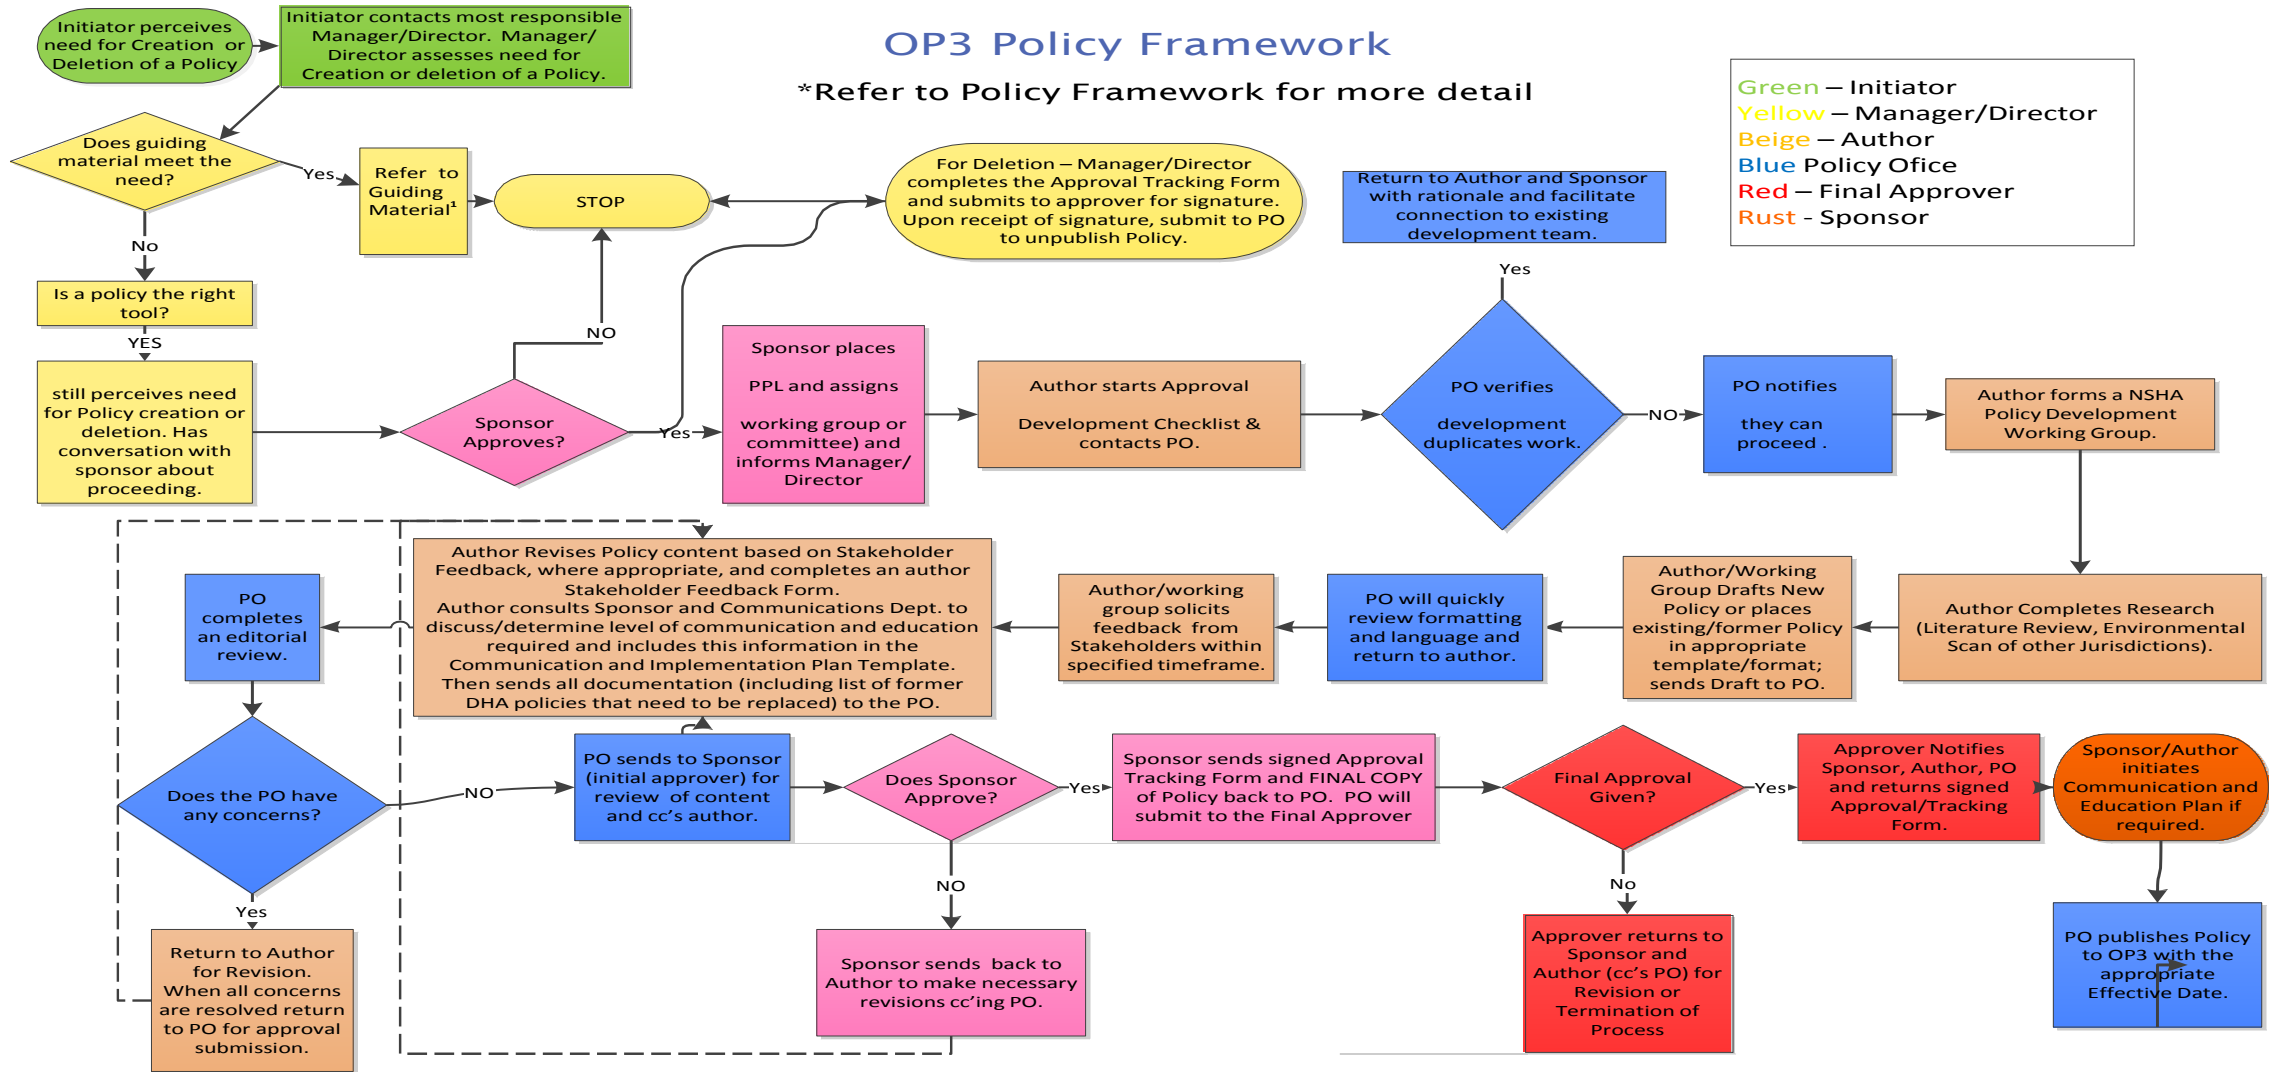 Initiator perceives
need for Creation or
Deletion of a Policy
Initiator contacts most responsible
Manager/Director. Manager/
Director assesses need for
Creation or deletion of a Policy.
OP3 Policy Framework
*Refer to Policy Framework for more detail
Green – Initiator
Yellow – Manager/Director
Beige – Author
Blue Policy Ofice
Red – Final Approver
Rust - Sponsor
Does guiding
material meet the
need?
Yes
Refer to
Guiding
Material¹
STOP
For Deletion – Manager/Director
completes the Approval Tracking Form
and submits to approver for signature.
Upon receipt of signature, submit to PO
to unpublish Policy.
Return to Author and Sponsor
with rationale and facilitate
connection to existing
development team.
No
Is a policy the right
tool?
YES
still perceives need
for Policy creation or
deletion. Has
conversation with
sponsor about
proceeding.
Sponsor
Approves?
NO
Yes
Sponsor places
PPL and assigns
working group or
committee) and
informs Manager/
Director
Author starts Approval
Development Checklist &
contacts PO.
Yes
PO verifies
development
duplicates work.
NO
PO notifies
they can
proceed .
Author forms a NSHA
Policy Development
Working Group.
Author Completes Research
(Literature Review, Environmental
Scan of other Jurisdictions).
Author/Working
Group Drafts New
Policy or places
existing/former Policy
in appropriate
template/format;
sends Draft to PO.
PO will quickly
review formatting
and language and
return to author.
Author/working
group solicits
feedback from
Stakeholders within
specified timeframe.
Author Revises Policy content based on Stakeholder
Feedback, where appropriate, and completes an author
Stakeholder Feedback Form.
Author consults Sponsor and Communications Dept. to
discuss/determine level of communication and education
required and includes this information in the
Communication and Implementation Plan Template.
Then sends all documentation (including list of former
DHA policies that need to be replaced) to the PO.
PO
completes
an editorial
review.
Does the PO have
any concerns?
NO
Yes
Return to Author
for Revision.
When all concerns
are resolved return
to PO for approval
submission.
PO sends to Sponsor
(initial approver) for
review of content
and cc's author.
Does Sponsor
Approve?
Yes
NO
Sponsor sends back to
Author to make necessary
revisions cc'ing PO.
Sponsor sends signed Approval
Tracking Form and FINAL COPY
of Policy back to PO. PO will
submit to the Final Approver
Final Approval
Given?
Yes
No
Approver returns to
Sponsor and
Author (cc's PO) for
Revision or
Termination of
Process
Approver Notifies
Sponsor, Author, PO
and returns signed
Approval/Tracking
Form.
Sponsor/Author
initiates
Communication and
Education Plan if
required.
PO publishes Policy
to OP3 with the
appropriate
Effective Date.